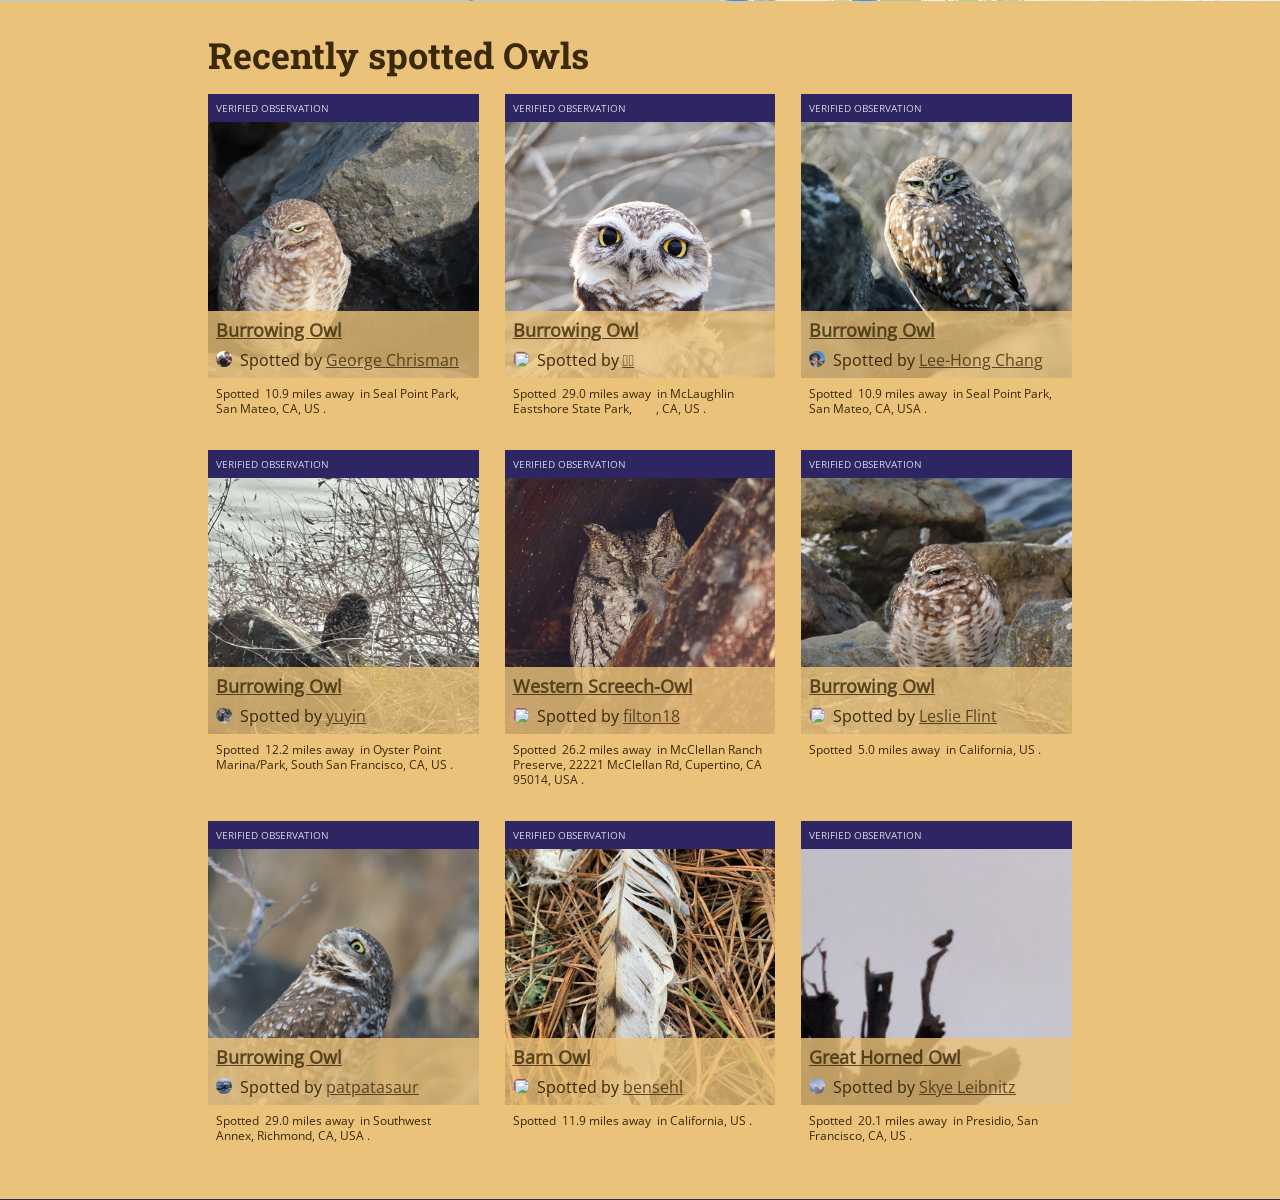 Recently spotted Owls
VERIFIED OBSERVATION
Burrowing Owl
Spotted by George Chrisman
Spotted 10.9 miles away in Seal Point Park,
San Mateo, CA, US .
VERIFIED OBSERVATION
Burrowing Owl
Spotted by
Spotted 29.0 miles away in McLaughlin
Eastshore State Park, , CA, US .
VERIFIED OBSERVATION
Burrowing Owl
Spotted by Lee-Hong Chang
Spotted 10.9 miles away in Seal Point Park,
San Mateo, CA, USA .
VERIFIED OBSERVATION
Burrowing Owl
Spotted by yuyin
Spotted 12.2 miles away in Oyster Point
Marina/Park, South San Francisco, CA, US .
VERIFIED OBSERVATION
Western Screech-Owl
Spotted by filton18
Spotted 26.2 miles away in McClellan Ranch
Preserve, 22221 McClellan Rd, Cupertino, CA
95014, USA .
VERIFIED OBSERVATION
Burrowing Owl
Spotted by Leslie Flint
Spotted 5.0 miles away in California, US .
VERIFIED OBSERVATION
Burrowing Owl
Spotted by patpatasaur
Spotted 29.0 miles away in Southwest
Annex, Richmond, CA, USA .
VERIFIED OBSERVATION
Barn Owl
Spotted by bensehl
Spotted 11.9 miles away in California, US .
VERIFIED OBSERVATION
Great Horned Owl
Spotted by Skye Leibnitz
Spotted 20.1 miles away in Presidio, San
Francisco, CA, US .